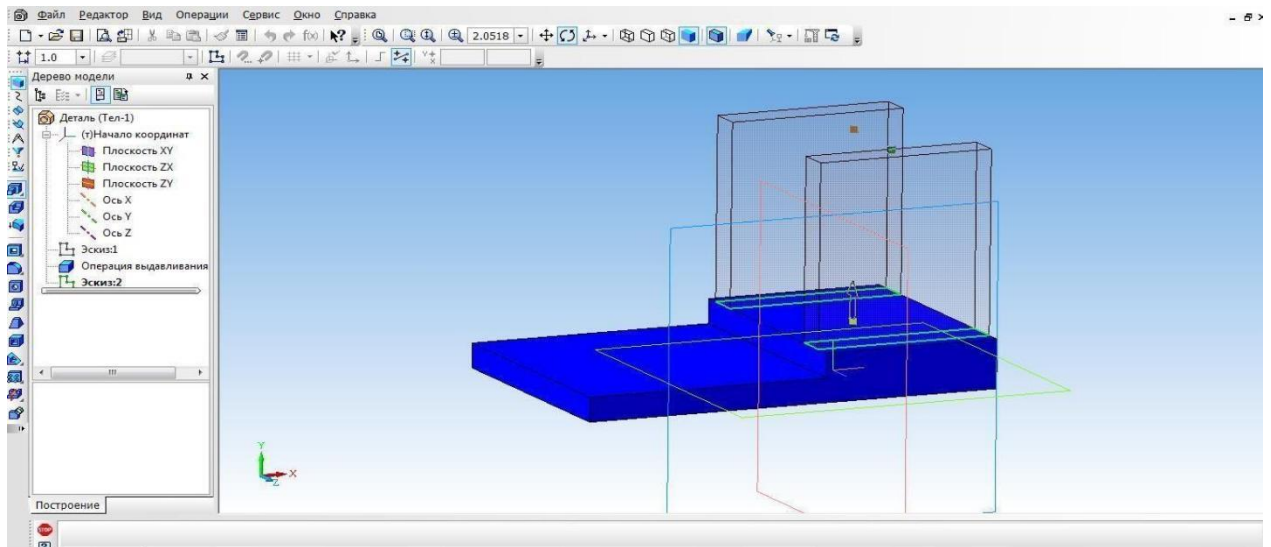 Файл Редактор Вид Операции Сервис Окно Справка
2.0518
1.0
Дерево модели
Деталь (Тел-1)
(т)Начало координат
Плоскость XY
Плоскость ZX
Плоскость ZY
Ось X
Ось Y
Ось Z
Эскиз:1
Операция выдавливания
Эскиз:2
Y
X
Z
Построение
STOP